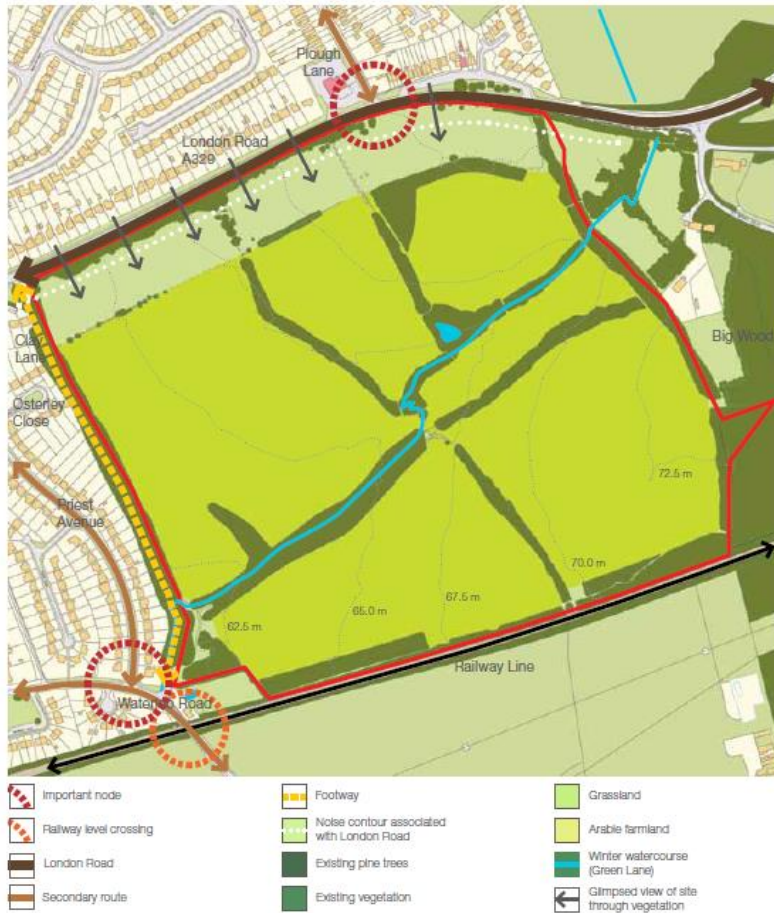 Plough
Lane
London Road
A329
Clay
Lane
Osterley
Close
Big Wood
Priest
Avenue
72.5 m
70.0 m
67.5 m
65.0 m
62.5 m
Railway Line
Waterloo Road
Important node
Railway level crossing
London Road
Secondary route
Footway
Noise contour associated
with London Road
Existing pine trees
Existing vegetation
Grassland
Arable farmland
Winter watercourse
(Green Lane)
Glimpsed view of site
through vegetation